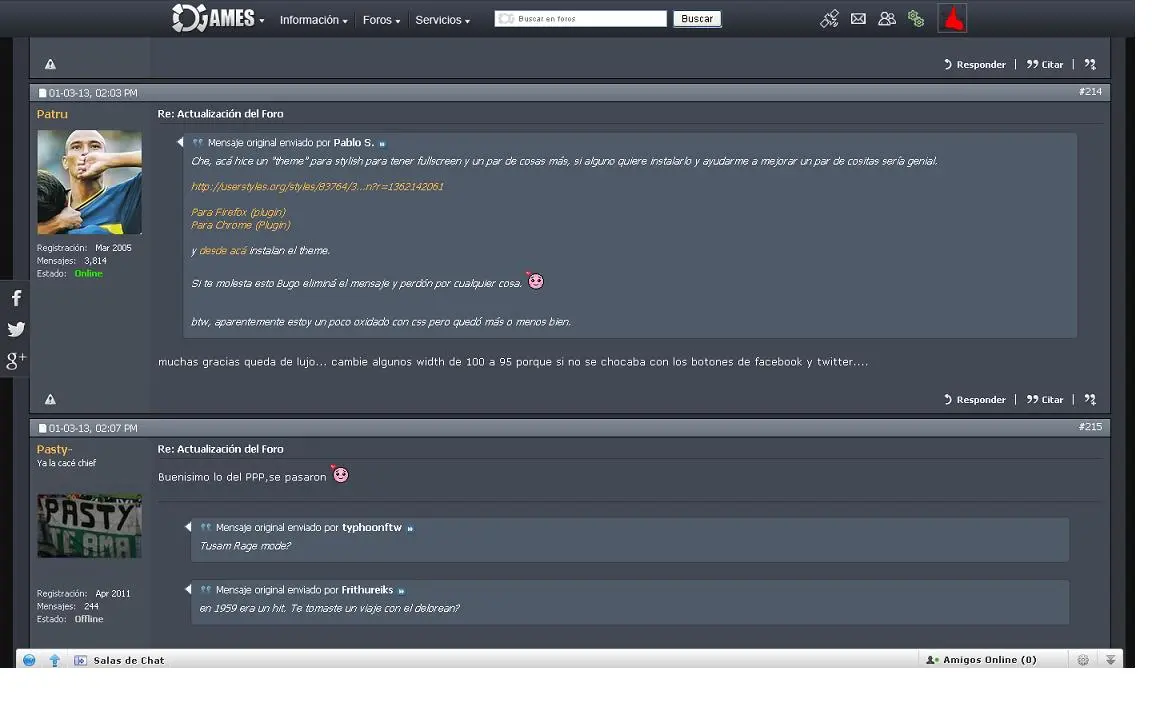 GAMES
Información
Foros
Servicios
Buscar en foros
Buscar
Responder | Citar |
01-03-13, 02:03 PM
#214
Patru
Registración: Mar 2005
Mensajes: 3,814
Estado: Online
Re: Actualización del Foro
Mensaje original enviado por Pablo S.
Che, acá hice un "theme" para stylish para tener fullscreen y un par de cosas más, si alguno quiere instalarlo y ayudarme a mejorar un par de cositas sería genial.
http://userstyles.org/styles/83764/3...n?r=1362142061
Para Firefox (plugin)
Para Chrome (Plugin)
y desde acá instalan el theme.
Si te molesta esto Bugo eliminá el mensaje y perdón por cualquier cosa.
btw, aparentemente estoy un poco oxidado con css pero quedó más o menos bien.
muchas gracias queda de lujo... cambie algunos width de 100 a 95 porque si no se chocaba con los botones de facebook y twitter....
Responder | Citar |
01-03-13, 02:07 PM
#215
Pasty-
Ya la cacé chief
PASTY
TE AMA
Registración: Apr 2011
Mensajes: 244
Estado: Offline
Re: Actualización del Foro
Buenisimo lo del PPP,se pasaron
Mensaje original enviado por typhoonftw
Tusam Rage mode?
Mensaje original enviado por Frithureiks
en 1959 era un hit. Te tomaste un viaje con el delorean?
Salas de Chat
Amigos Online (0)